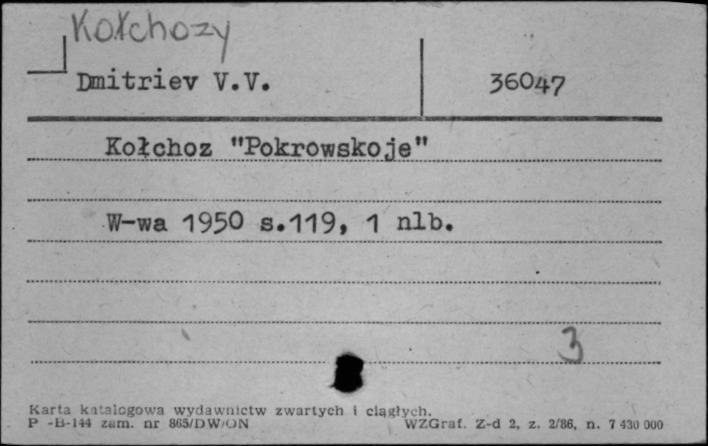 Kołchozy
Dmitriev V.V. 36047
Kołchoz "Pokrowskoje"
W-wa 1950 s.119, 1 nlb.
3
Karta katalogowa wydawnictw zwartych i ciągłych.
P -B-144 zam. nr 865/DW/ON WZGraf. Z-d 2, z. 2/86, n. 7 430 000